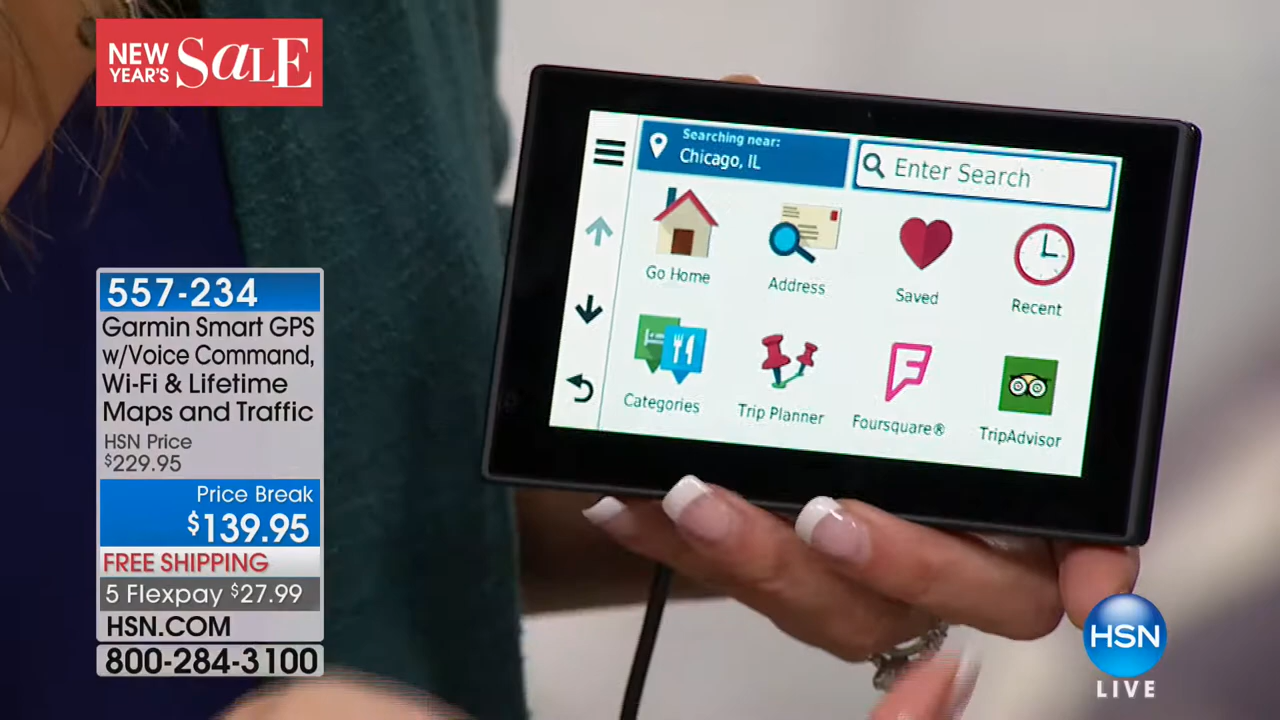 NEW
YEAR'S
SALE
557-234
Garmin Smart GPS
w/Voice Command,
Wi-Fi & Lifetime
Maps and Traffic
HSN Price
$229.95
Price Break
$139.95
FREE SHIPPING
5 Flexpay $27.99
HSN.COM
800-284-3100
Searching near:
Chicago, IL
Enter Search
Go Home
Address
Saved
Recent
Categories
Trip Planner
Foursquare®
TripAdvisor
HSN
LIVE